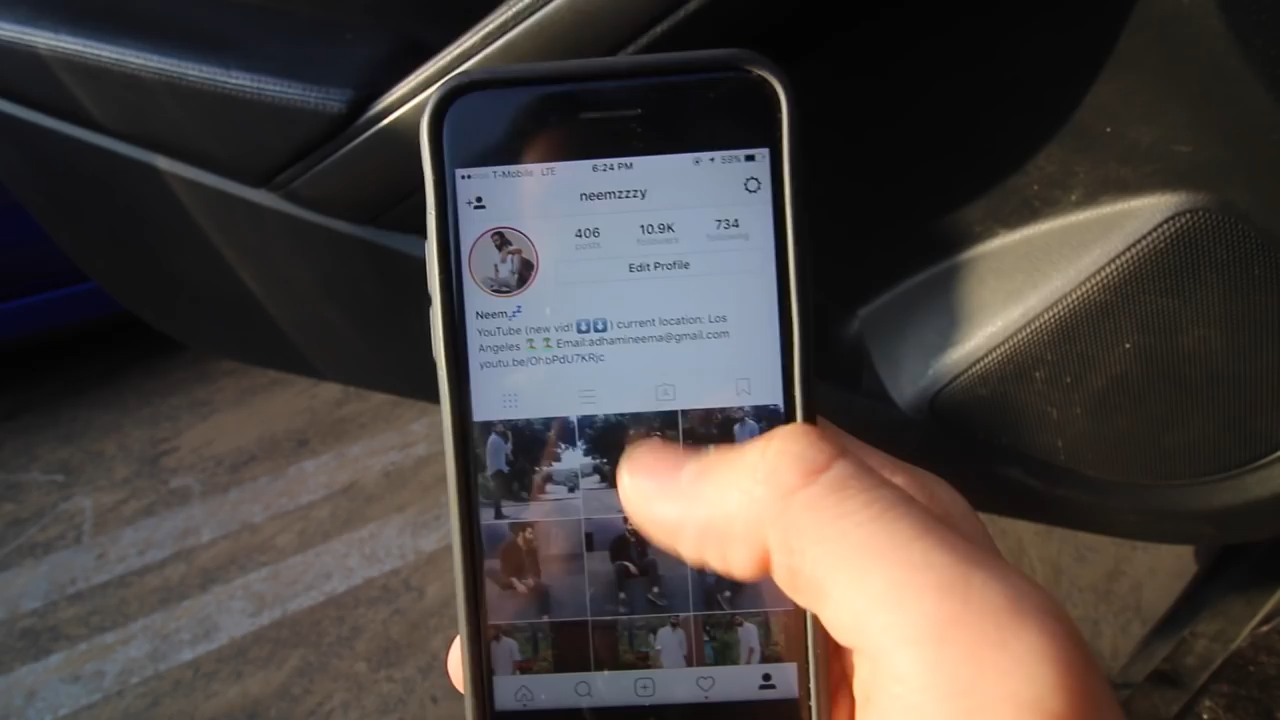 T-Mobile LTE 6:24 PM 59%
neemzzzy
406 10.9K 734
posts followers following
Edit Profile
Neem💤
YouTube (new vid! ⬇️⬇️ ) current location: Los
Angeles 🏝 🏝 Email:adhamineema@gmail.com
youtu.be/OhbPdU7KRjc